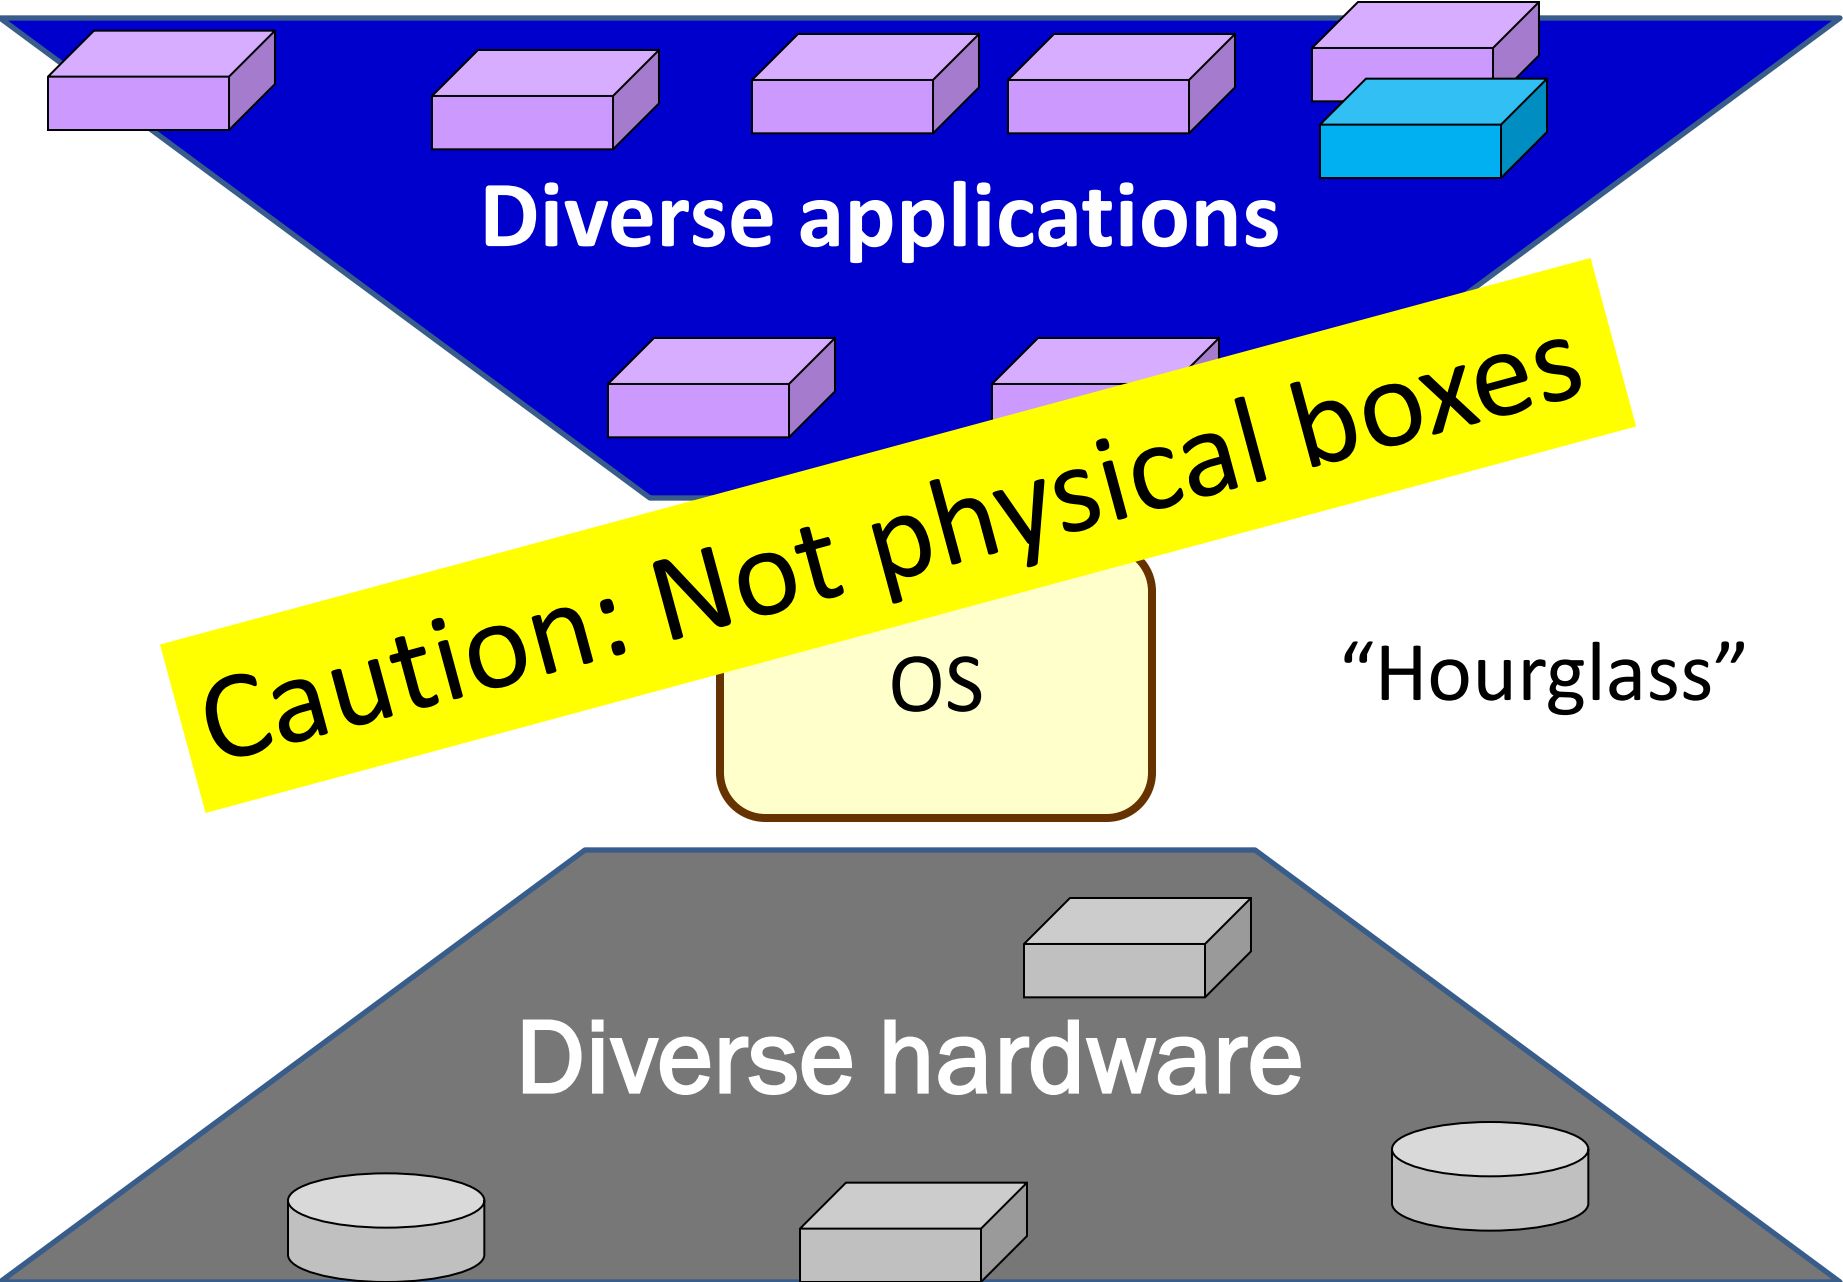 Diverse applications
Caution: Not physical boxes
OS
“Hourglass”
Diverse hardware